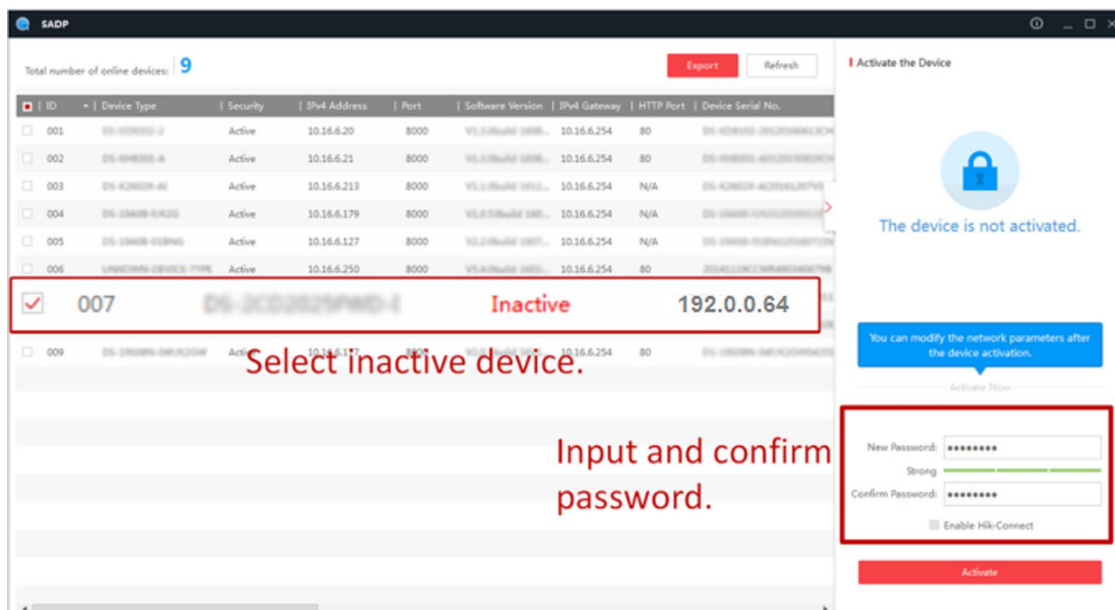 SADP
Total number of online devices: 9
Export
Refresh
ID | Device Type | Security | IPv4 Address | Port | Software Version | IPv4 Gateway | HTTP Port | Device Serial No.
001 Active 10.16.6.20 8000 10.16.6.254 80
002 Active 10.16.6.21 8000 10.16.6.254 80
003 Active 10.16.6.213 8000 10.16.6.254 N/A
004 Active 10.16.6.179 8000 10.16.6.254 N/A
005 Active 10.16.6.127 8000 10.16.6.254 N/A
006 Active 10.16.6.250 8000 10.16.6.254 80
007 Inactive 192.0.0.64
009 10.16.6.254 80
Select inactive device.
Input and confirm
password.
Activate the Device
The device is not activated.
You can modify the network parameters after
the device activation.
Activate Now
New Password: ••••••••
Strong
Confirm Password: ••••••••
Enable Hik-Connect
Activate